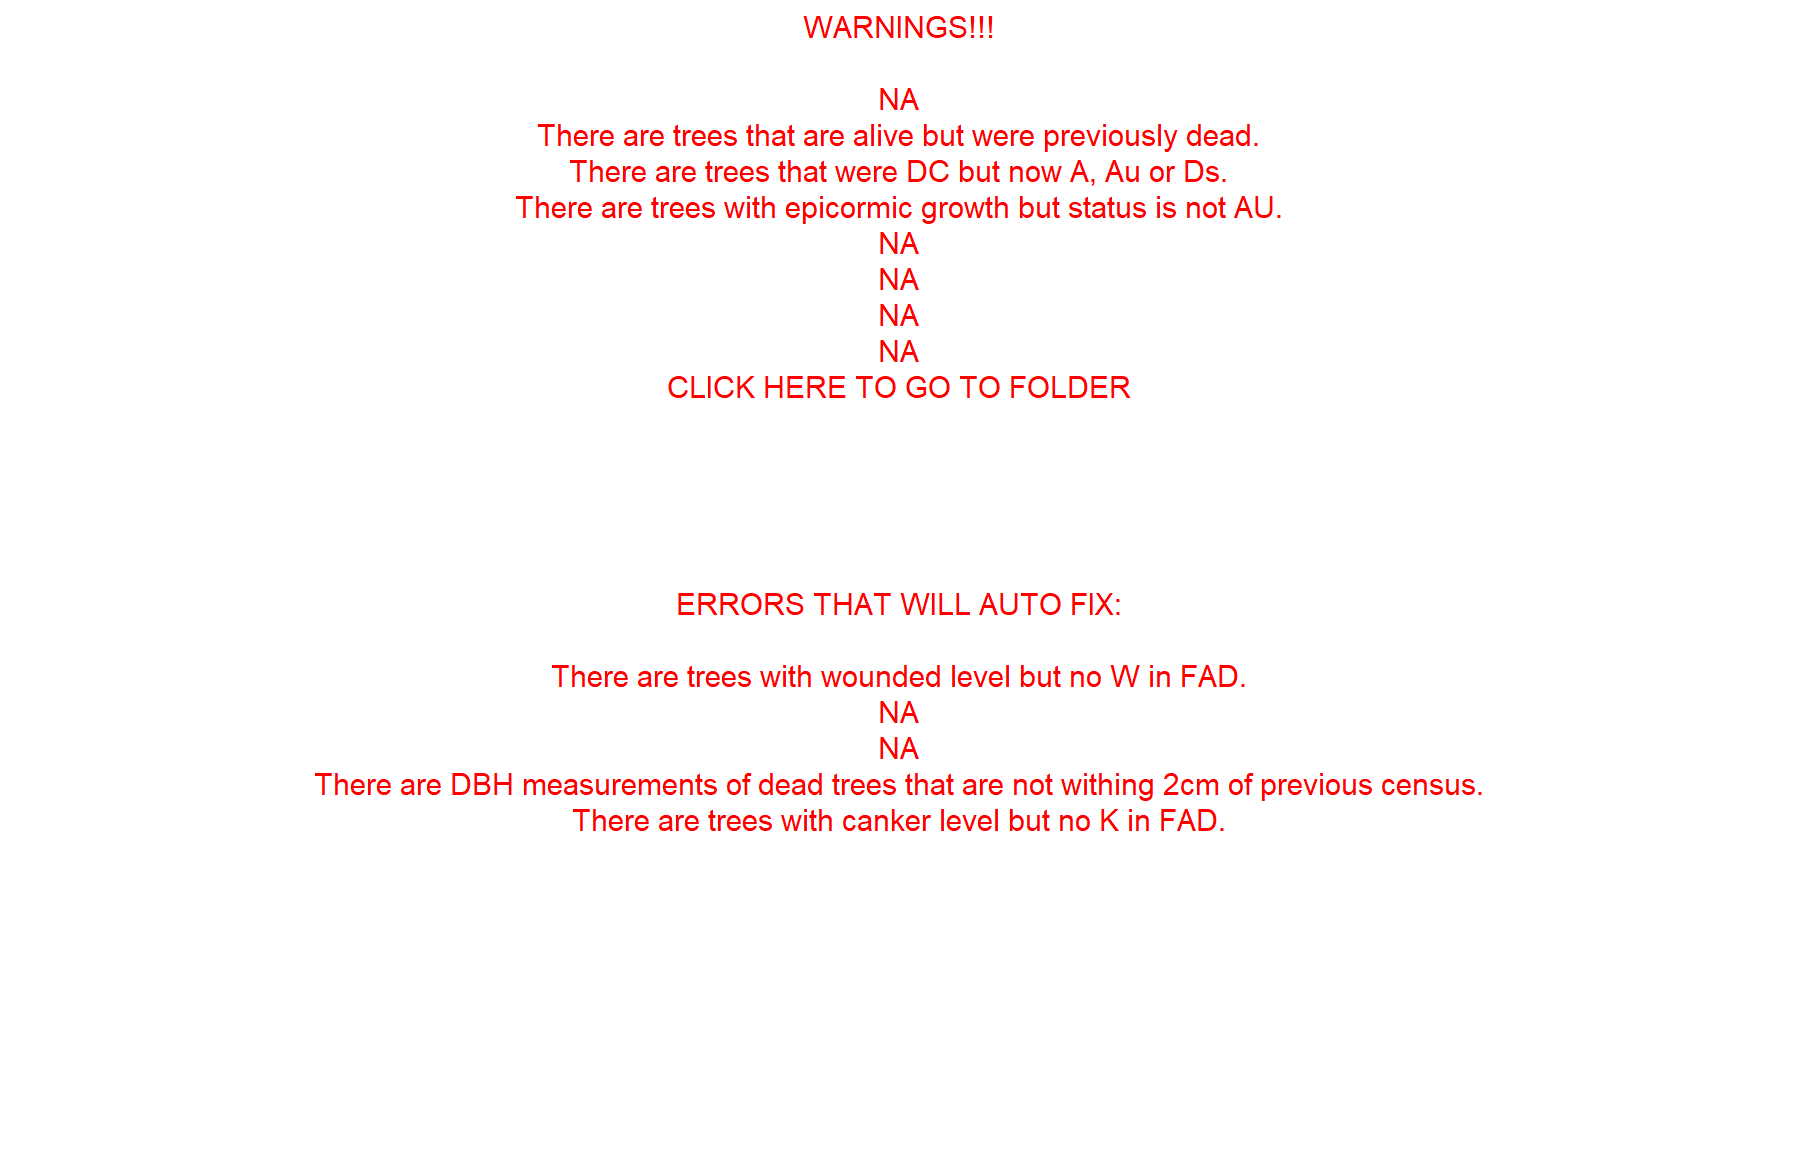 WARNINGS!!!
NA
There are trees that are alive but were previously dead.
There are trees that were DC but now A, Au or Ds.
There are trees with epicormic growth but status is not AU.
NA
NA
NA
NA
CLICK HERE TO GO TO FOLDER
ERRORS THAT WILL AUTO FIX:
There are trees with wounded level but no W in FAD.
NA
NA
There are DBH measurements of dead trees that are not withing 2cm of previous census.
There are trees with canker level but no K in FAD.